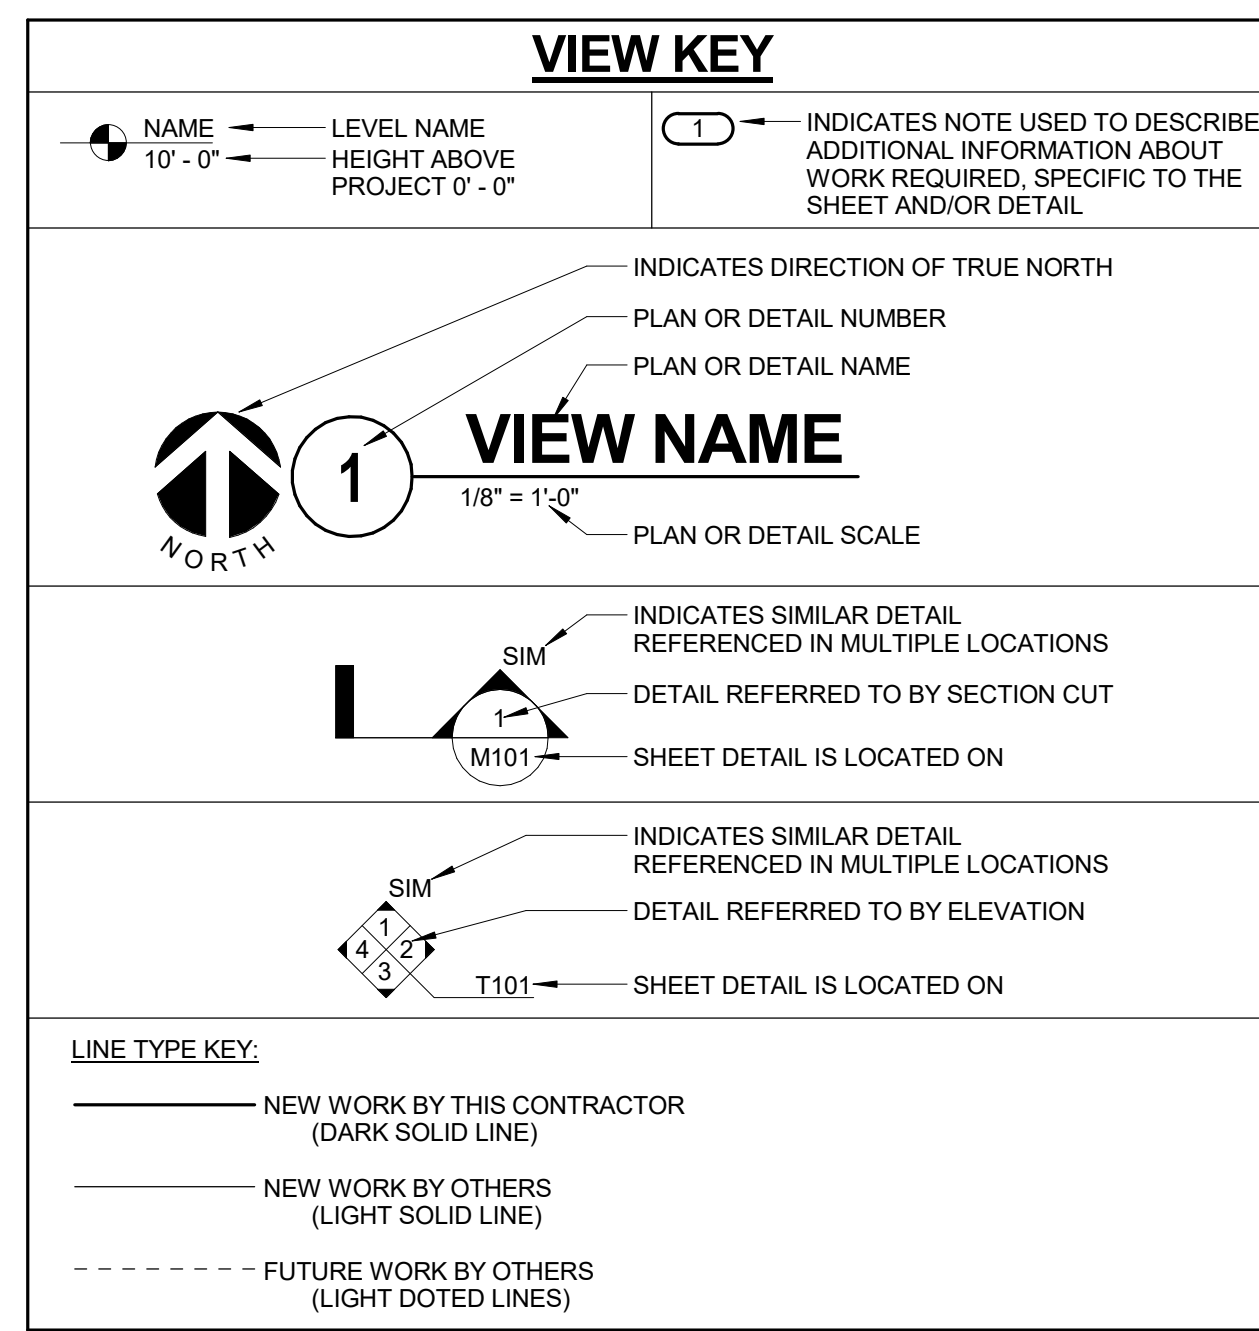 VIEW KEY
NAME
10' - 0"
LEVEL NAME
HEIGHT ABOVE
PROJECT 0' - 0"
1
INDICATES NOTE USED TO DESCRIBE
ADDITIONAL INFORMATION ABOUT
WORK REQUIRED, SPECIFIC TO THE
SHEET AND/OR DETAIL
INDICATES DIRECTION OF TRUE NORTH
PLAN OR DETAIL NUMBER
PLAN OR DETAIL NAME
NORTH
1
VIEW NAME
1/8" = 1'-0"
PLAN OR DETAIL SCALE
SIM
1
M101
INDICATES SIMILAR DETAIL
REFERENCED IN MULTIPLE LOCATIONS
DETAIL REFERRED TO BY SECTION CUT
SHEET DETAIL IS LOCATED ON
SIM
1
4 2
3
T101
INDICATES SIMILAR DETAIL
REFERENCED IN MULTIPLE LOCATIONS
DETAIL REFERRED TO BY ELEVATION
SHEET DETAIL IS LOCATED ON
LINE TYPE KEY:
NEW WORK BY THIS CONTRACTOR
(DARK SOLID LINE)
NEW WORK BY OTHERS
(LIGHT SOLID LINE)
FUTURE WORK BY OTHERS
(LIGHT DOTED LINES)